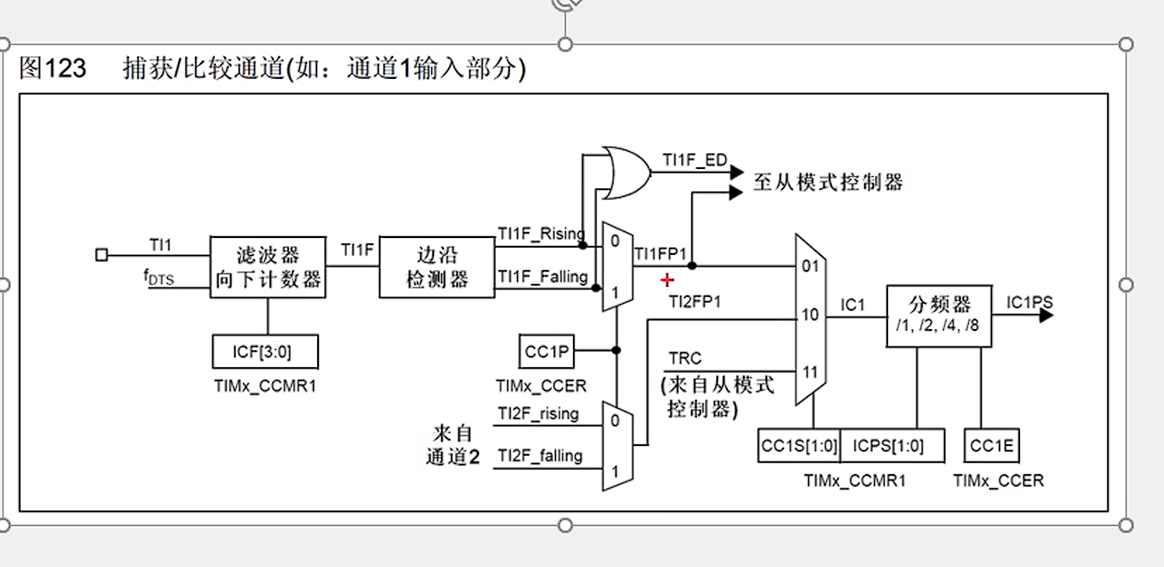 图123 捕获/比较通道(如：通道1输入部分)
TI1F_ED
至从模式控制器
TI1
fDTS
滤波器
向下计数器
TI1F
边沿
检测器
TI1F_Rising
TI1F_Falling
0
1
TI1FP1
TI2FP1
01
10
11
IC1
分频器
/1, /2, /4, /8
IC1PS
ICF[3:0]
TIMx_CCMR1
CC1P
TIMx_CCER
TRC
(来自从模式
控制器)
来自
通道2
TI2F_rising
TI2F_falling
0
1
CC1S[1:0]
ICPS[1:0]
TIMx_CCMR1
CC1E
TIMx_CCER